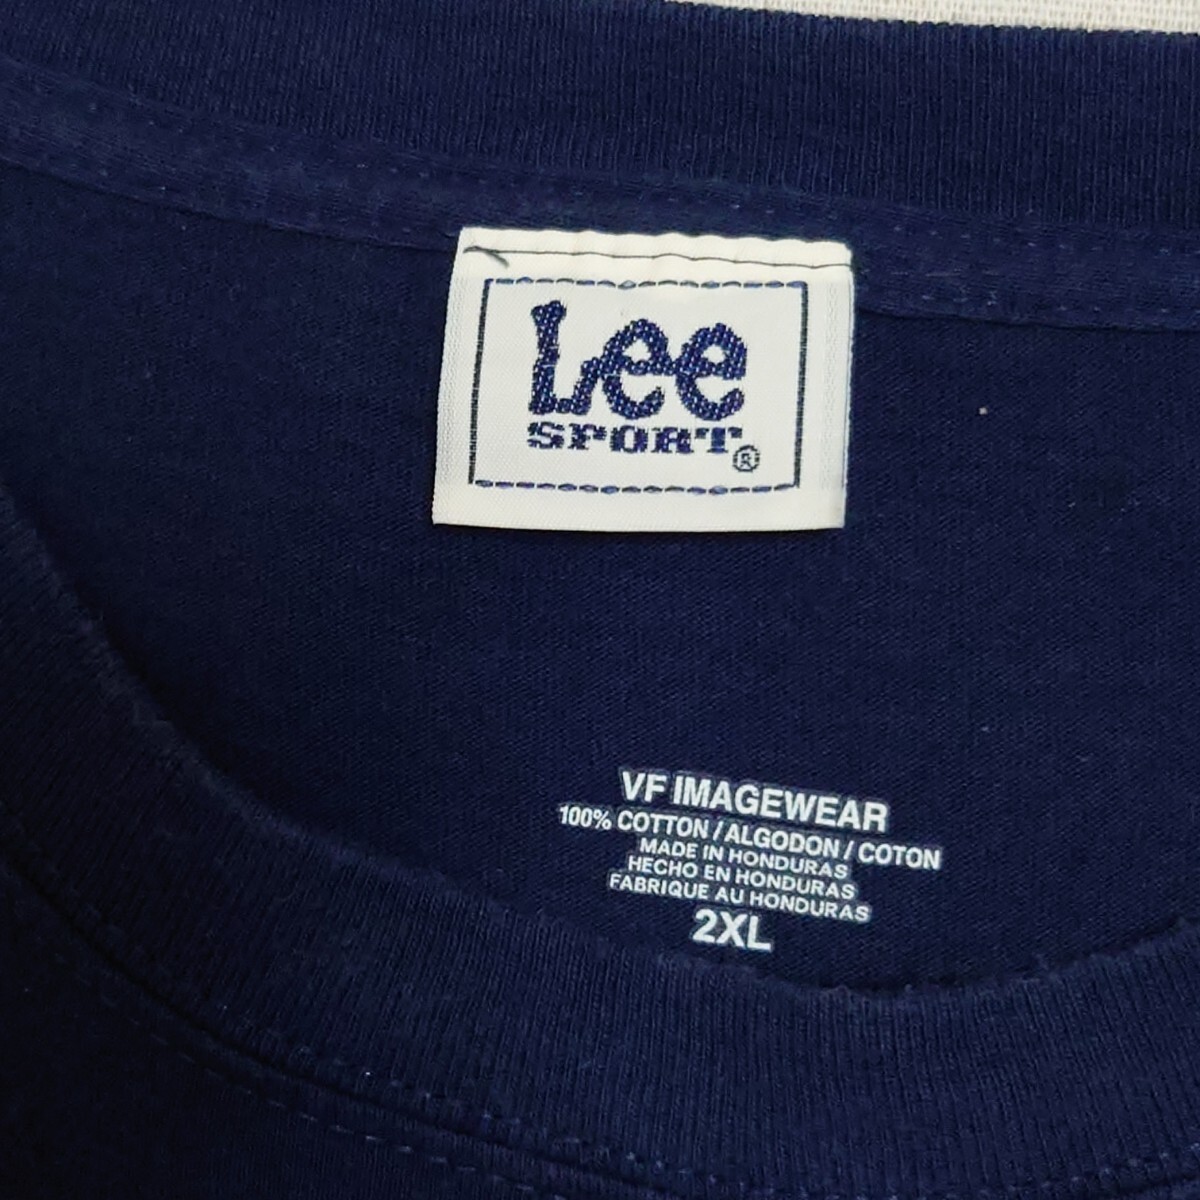 Lee
SPORT®
VF IMAGEWEAR
100% COTTON / ALGODON / COTON
MADE IN HONDURAS
HECHO EN HONDURAS
FABRIQUE AU HONDURAS
2XL